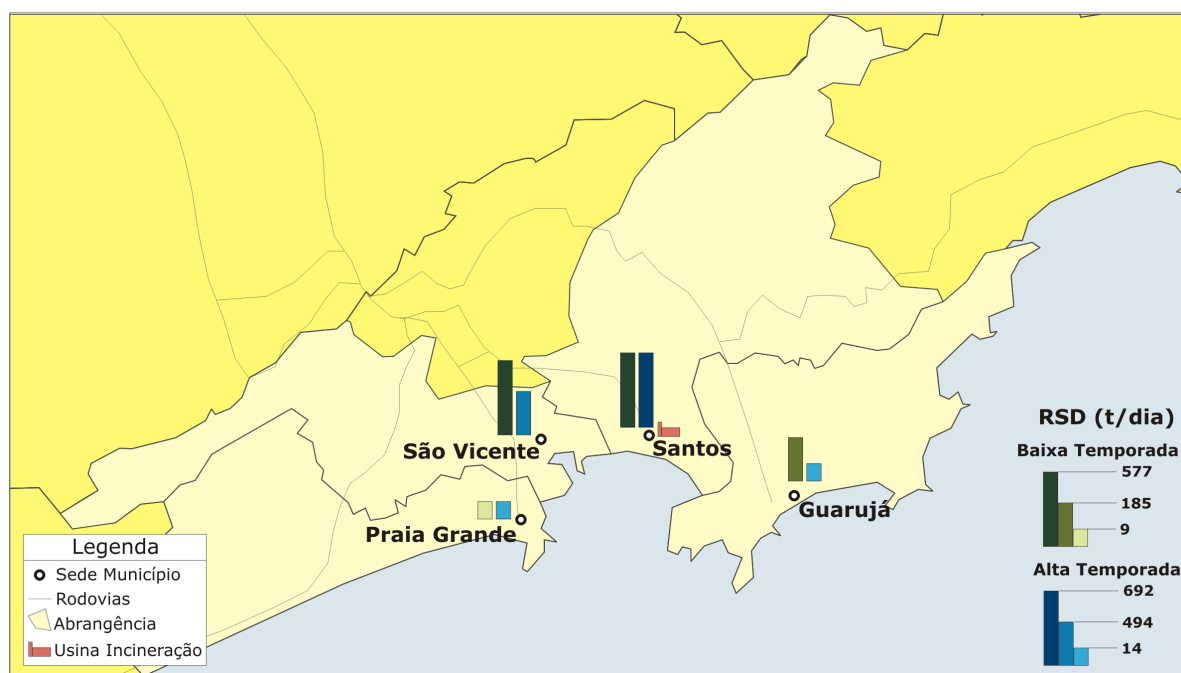 São Vicente
Santos
Guarujá
Praia Grande
RSD (t/dia)
Baixa Temporada
577
185
9
Alta Temporada
692
494
14
Legenda
Sede Município
Rodovias
Abrangência
Usina Incineração